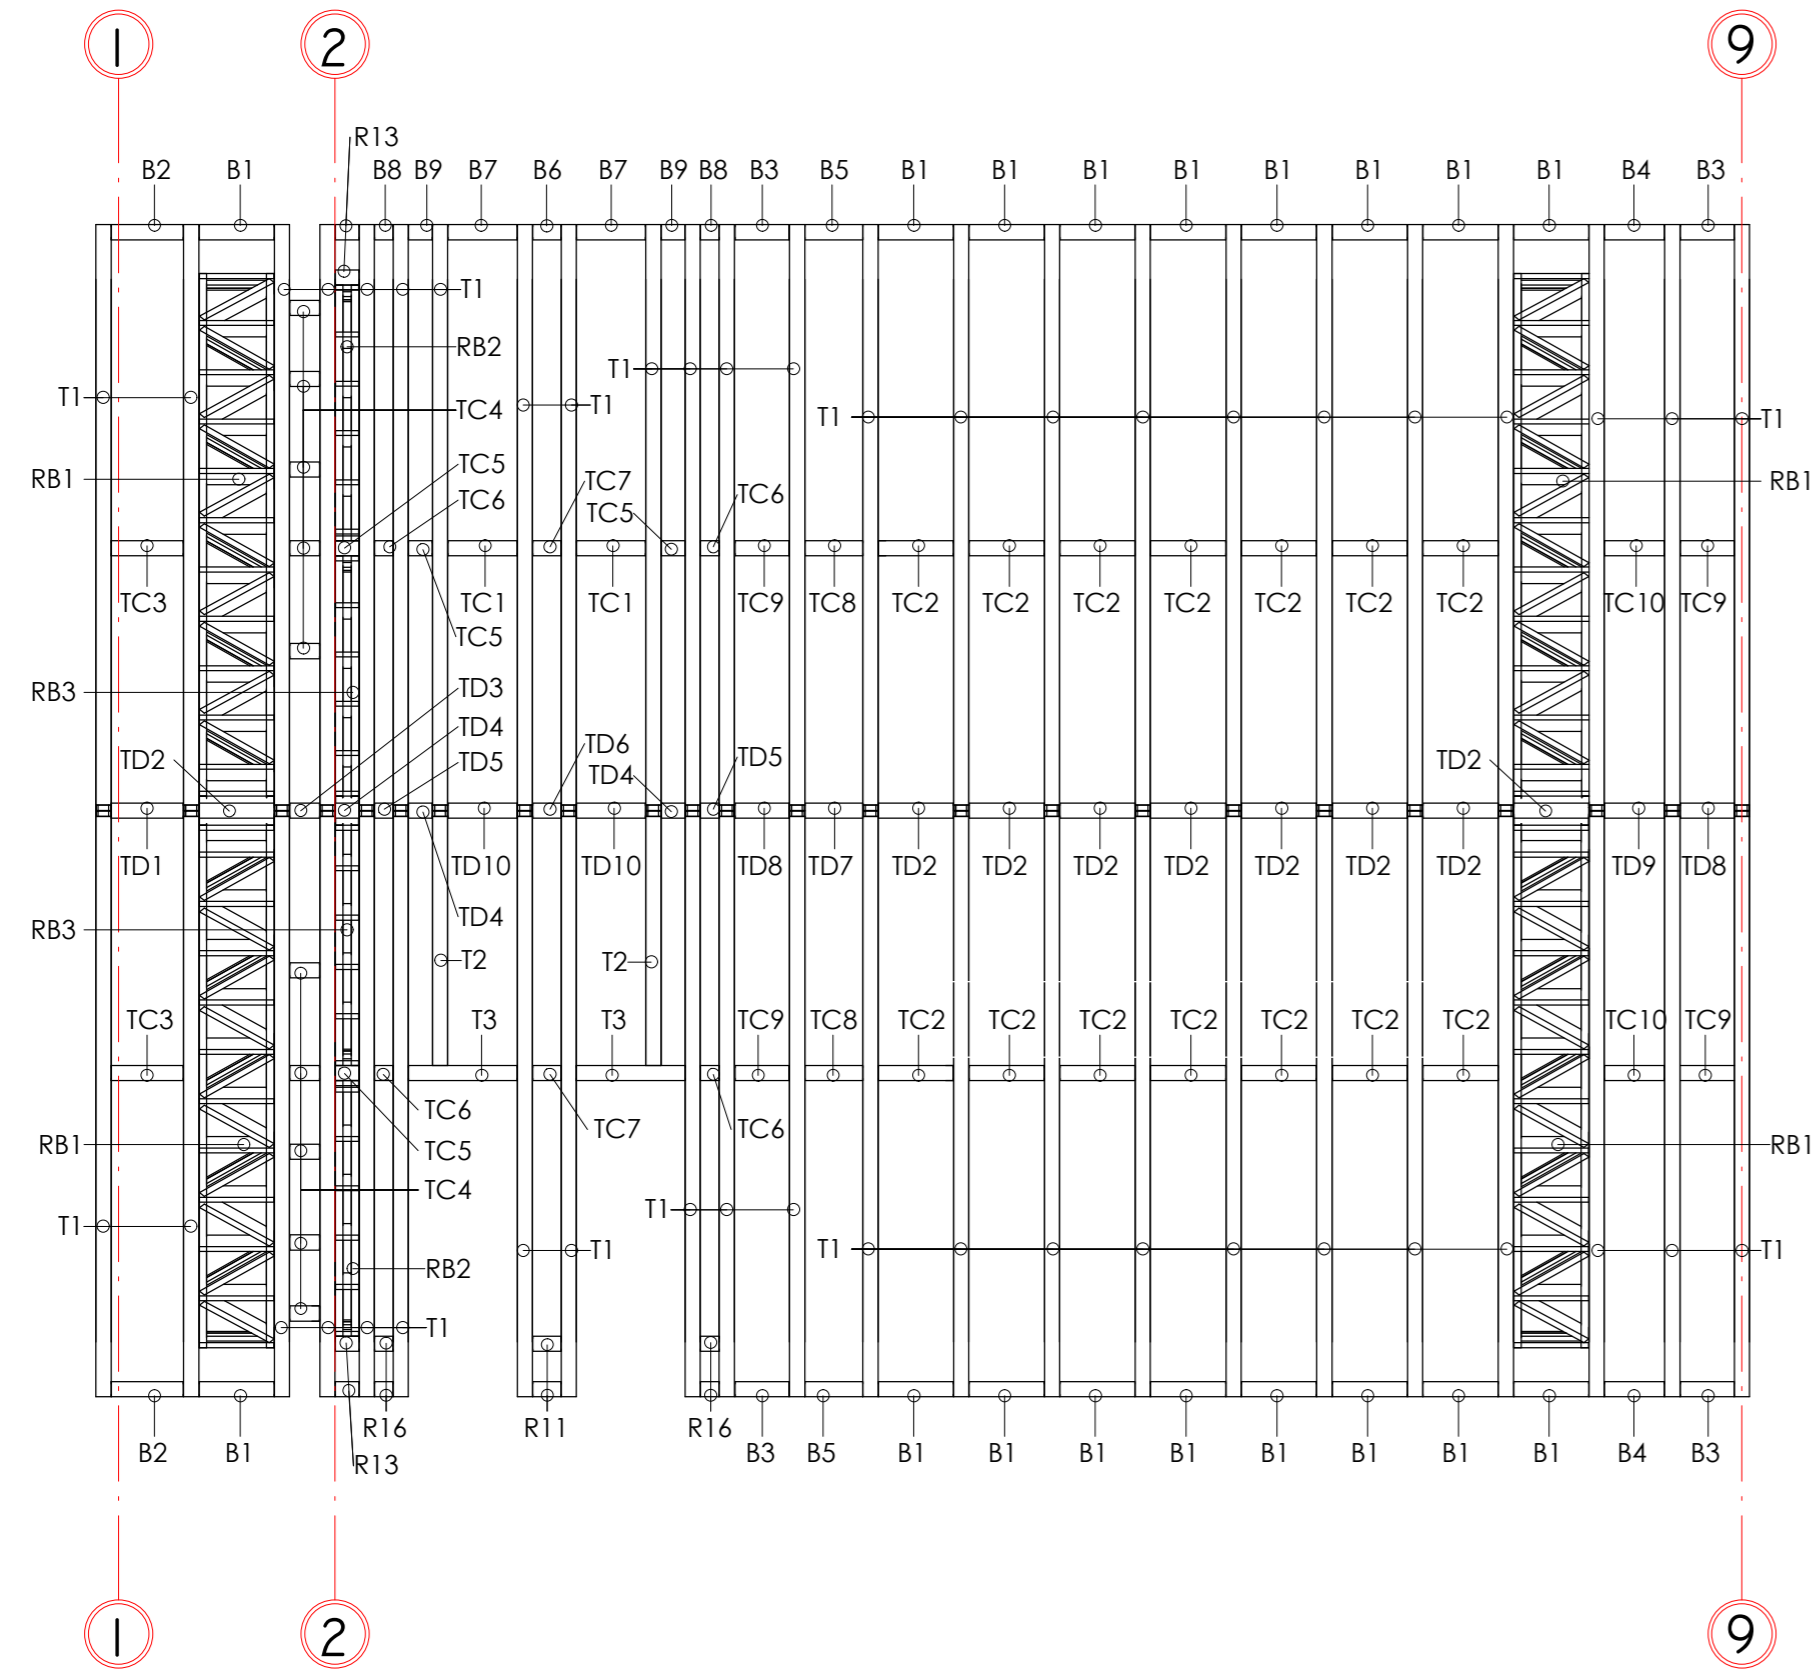 1 2 9
R13
B2 B1 B8 B9 B7 B6 B7 B9 B8 B3 B5 B1 B1 B1 B1 B1 B1 B1 B1 B4 B3
T1
RB2
T1
T1 T1 TC4 T1 T1 T1
TC5
RB1 TC7 RB1
TC6 TC6
TC5
TC3 TC1 TC1 TC9 TC8 TC2 TC2 TC2 TC2 TC2 TC2 TC2 TC10 TC9
TC5
RB3 TD3
TD4
TD6
TD2 TD5 TD5 TD2
TD4
TD1 TD10 TD10 TD8 TD7 TD2 TD2 TD2 TD2 TD2 TD2 TD2 TD9 TD8
TD4
RB3
T2 T2
TC3 T3 T3 TC9 TC8 TC2 TC2 TC2 TC2 TC2 TC2 TC2 TC10 TC9
TC6
TC7 TC6
RB1 TC5 RB1
TC4
T1
T1 T1 T1 T1
RB2
T1
R16 R11 R16
B2 B1 B3 B5 B1 B1 B1 B1 B1 B1 B1 B1 B4 B3
R13
1 2 9